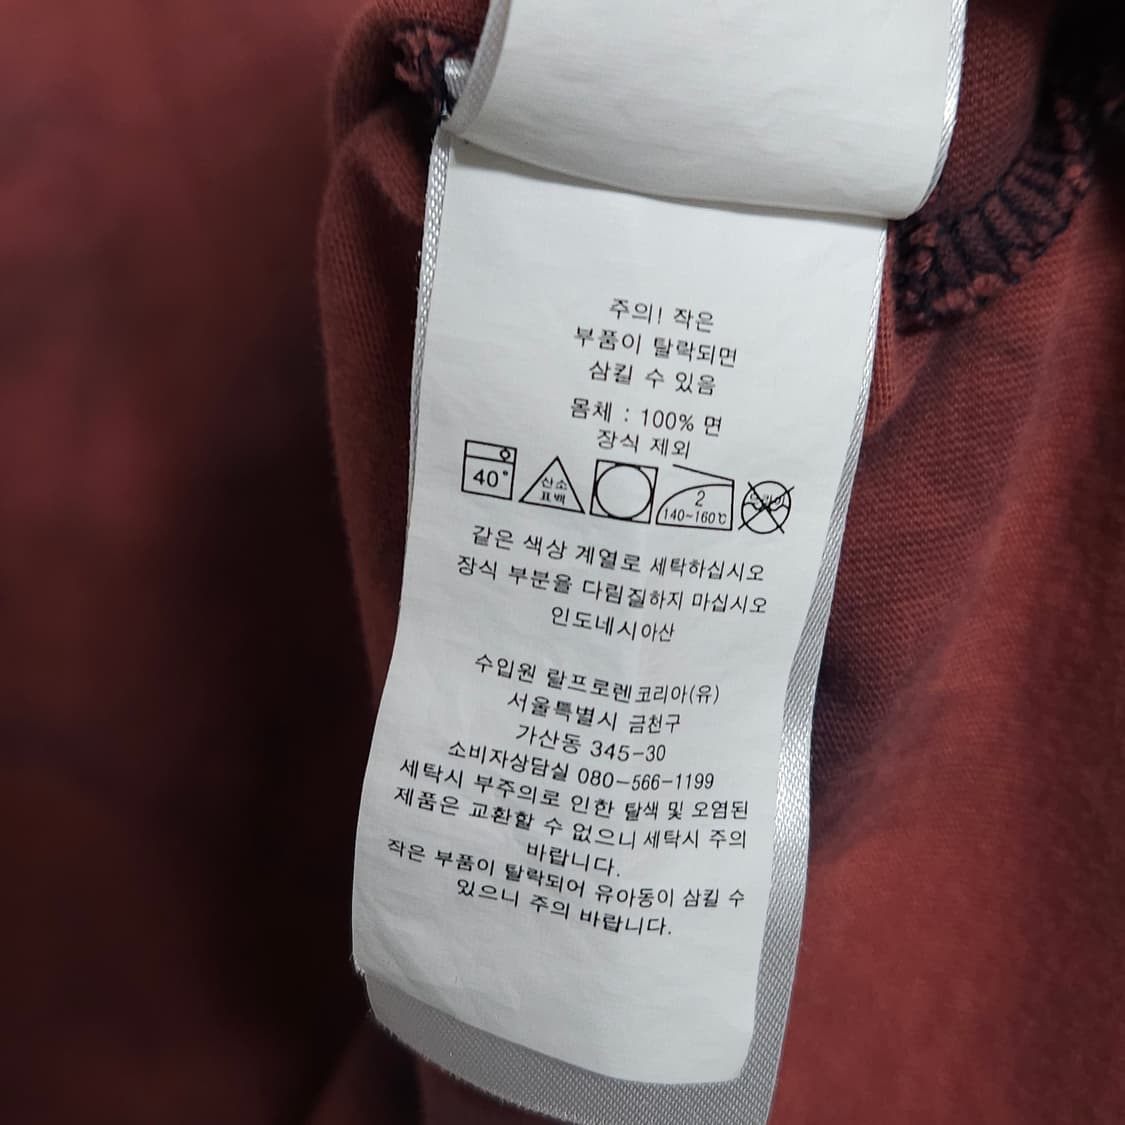 주의! 작은
부품이 탈락되면
삼킬 수 있음
몸체 : 100% 면
장식 제외
40°
산소
표백
2
140~160℃
드라이
같은 색상 계열로 세탁하십시오
장식 부분을 다림질하지 마십시오
인도네시아산
수입원 랄프로렌코리아(유)
서울특별시 금천구
가산동 345-30
소비자상담실 080-566-1199
세탁시 부주의로 인한 탈색 및 오염된
제품은 교환할 수 없으니 세탁시 주의
바랍니다.
작은 부품이 탈락되어 유아동이 삼킬 수
있으니 주의 바랍니다.